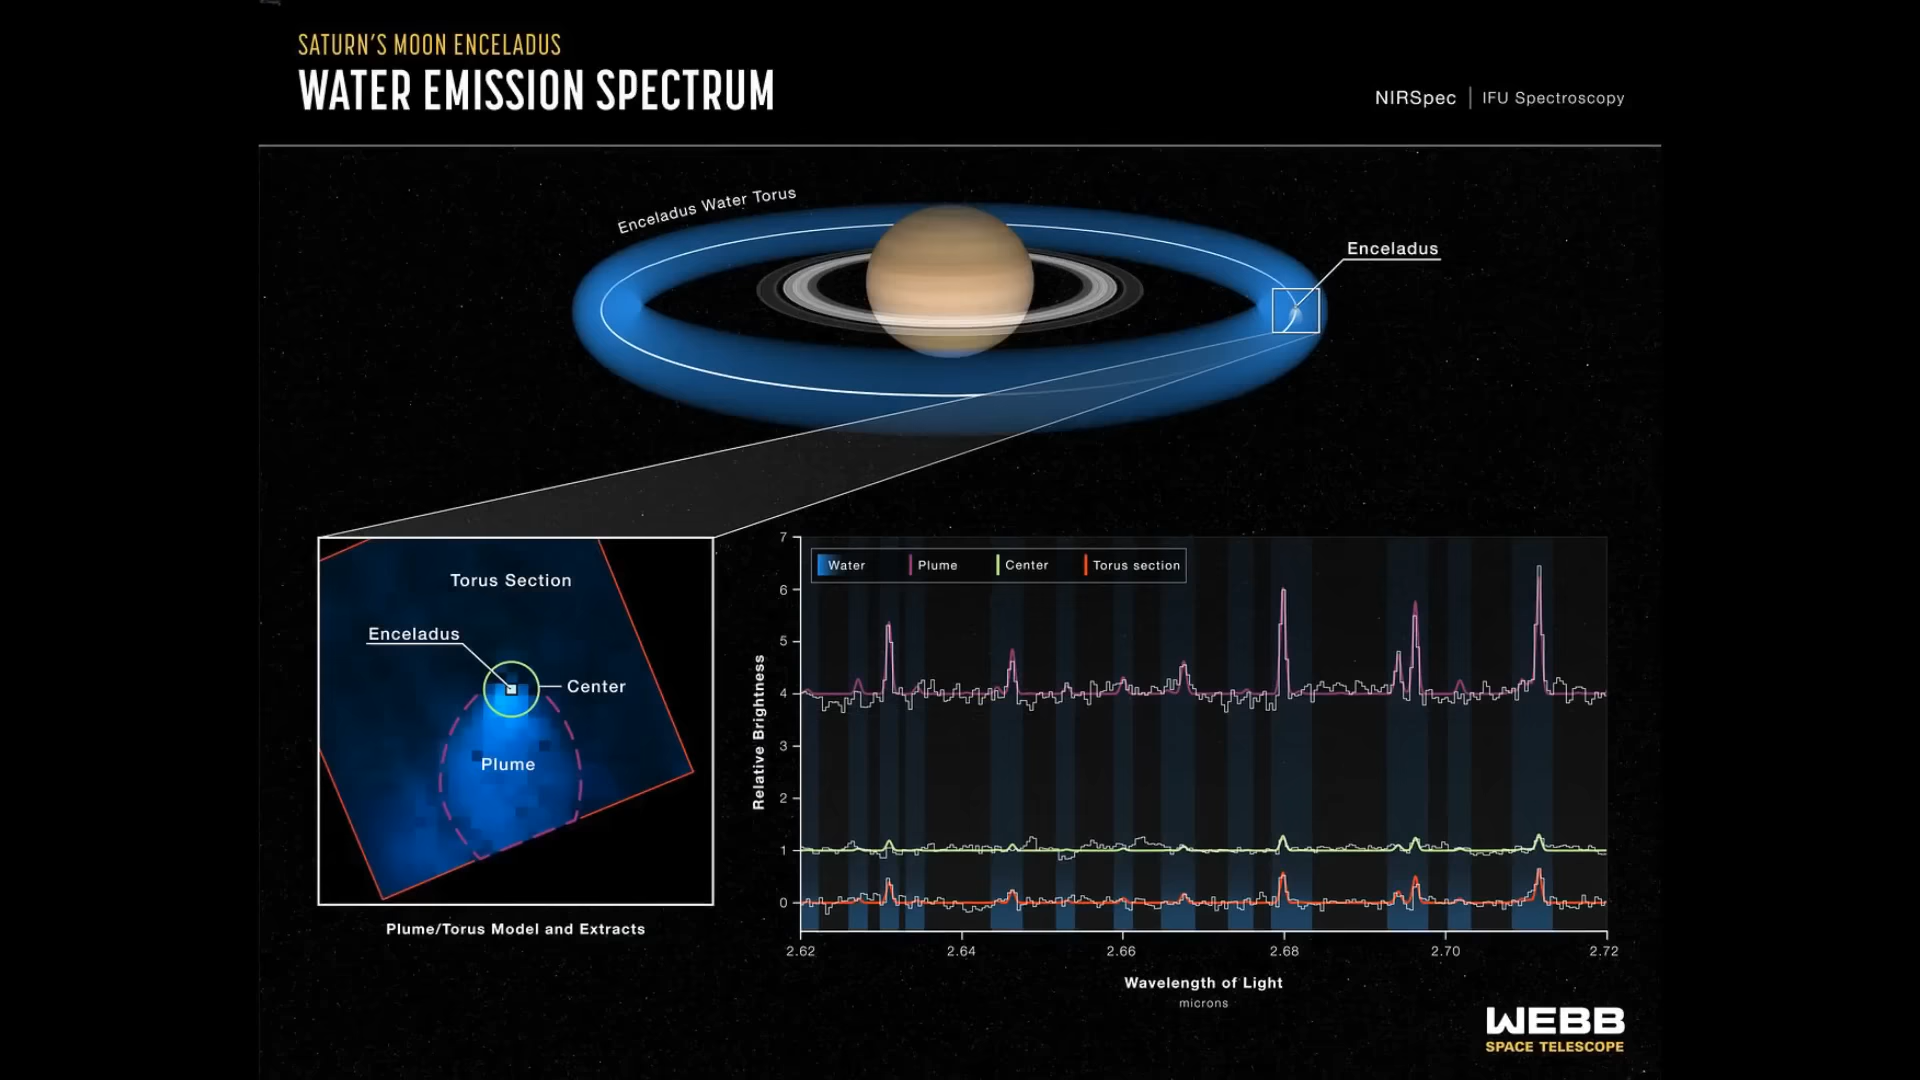 SATURN'S MOON ENCELADUS
WATER EMISSION SPECTRUM
NIRSpec | IFU Spectroscopy
Enceladus Water Torus
Enceladus
Torus Section
Enceladus
Center
Plume
Plume/Torus Model and Extracts
Water Plume Center Torus section
7
6
5
4
3
2
1
0
Relative Brightness
2.62 2.64 2.66 2.68 2.70 2.72
Wavelength of Light
microns
WEBB
SPACE TELESCOPE